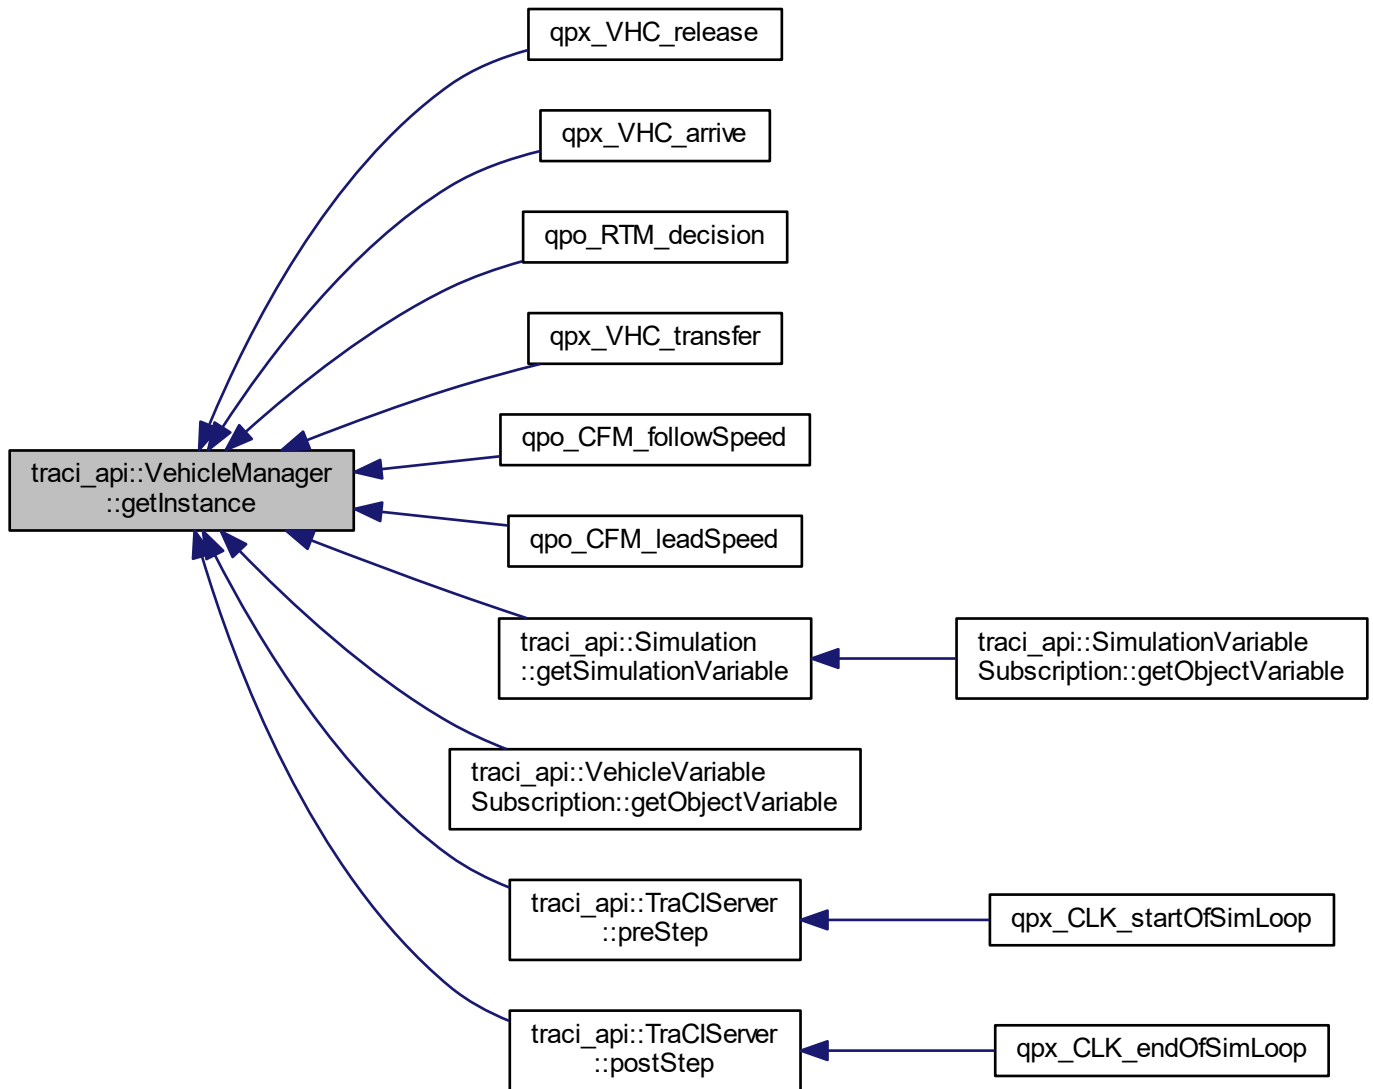 qpx_VHC_release
qpx_VHC_arrive
qpo_RTM_decision
qpx_VHC_transfer
qpo_CFM_followSpeed
traci_api::VehicleManager
::getInstance
qpo_CFM_leadSpeed
traci_api::Simulation
::getSimulationVariable
traci_api::SimulationVariable
Subscription::getObjectVariable
traci_api::VehicleVariable
Subscription::getObjectVariable
traci_api::TraCIServer
::preStep
qpx_CLK_startOfSimLoop
traci_api::TraCIServer
::postStep
qpx_CLK_endOfSimLoop